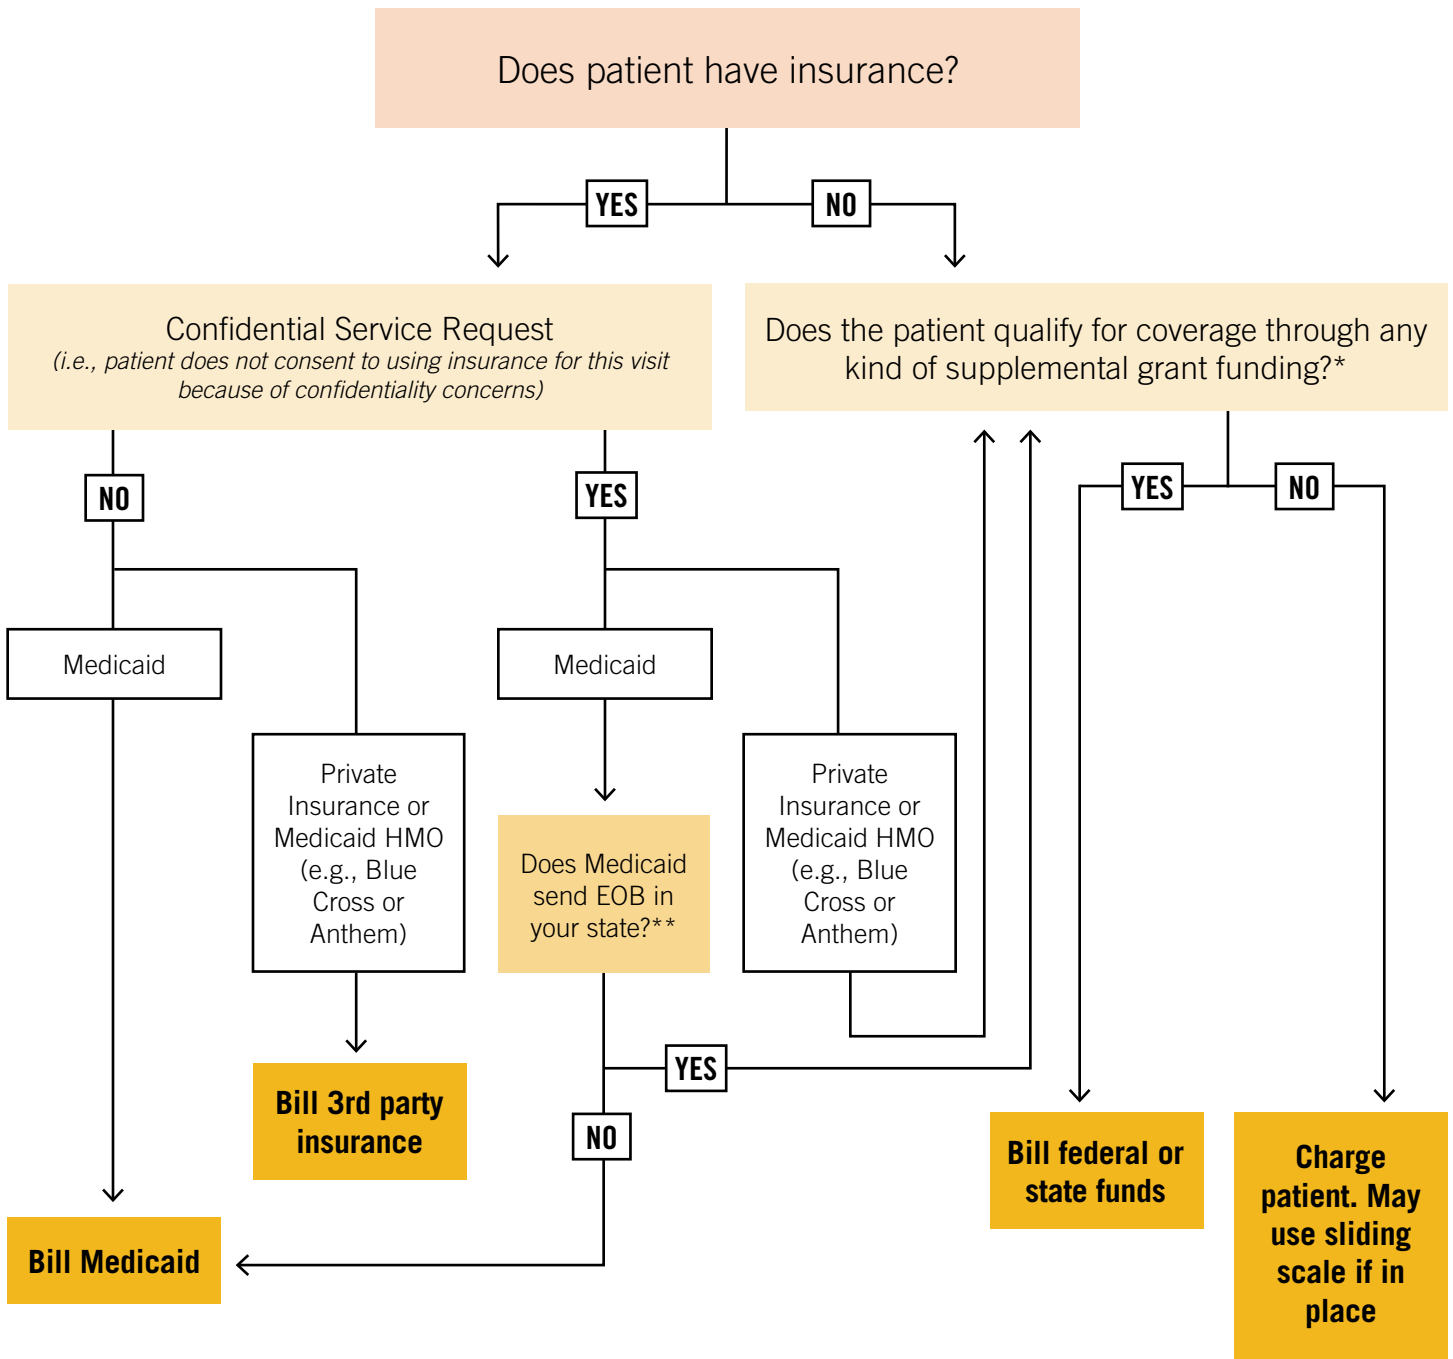 Does patient have insurance?
YES
NO
Confidential Service Request
(i.e., patient does not consent to using insurance for this visit
because of confidentiality concerns)
Does the patient qualify for coverage through any
kind of supplemental grant funding?*
NO
YES
YES
NO
Medicaid
Medicaid
Private
Insurance or
Medicaid HMO
(e.g., Blue
Cross or
Anthem)
Does Medicaid
send EOB in
your state?**
Private
Insurance or
Medicaid HMO
(e.g., Blue
Cross or
Anthem)
YES
NO
Bill 3rd party
insurance
Bill Medicaid
Bill federal or
state funds
Charge
patient. May
use sliding
scale if in
place